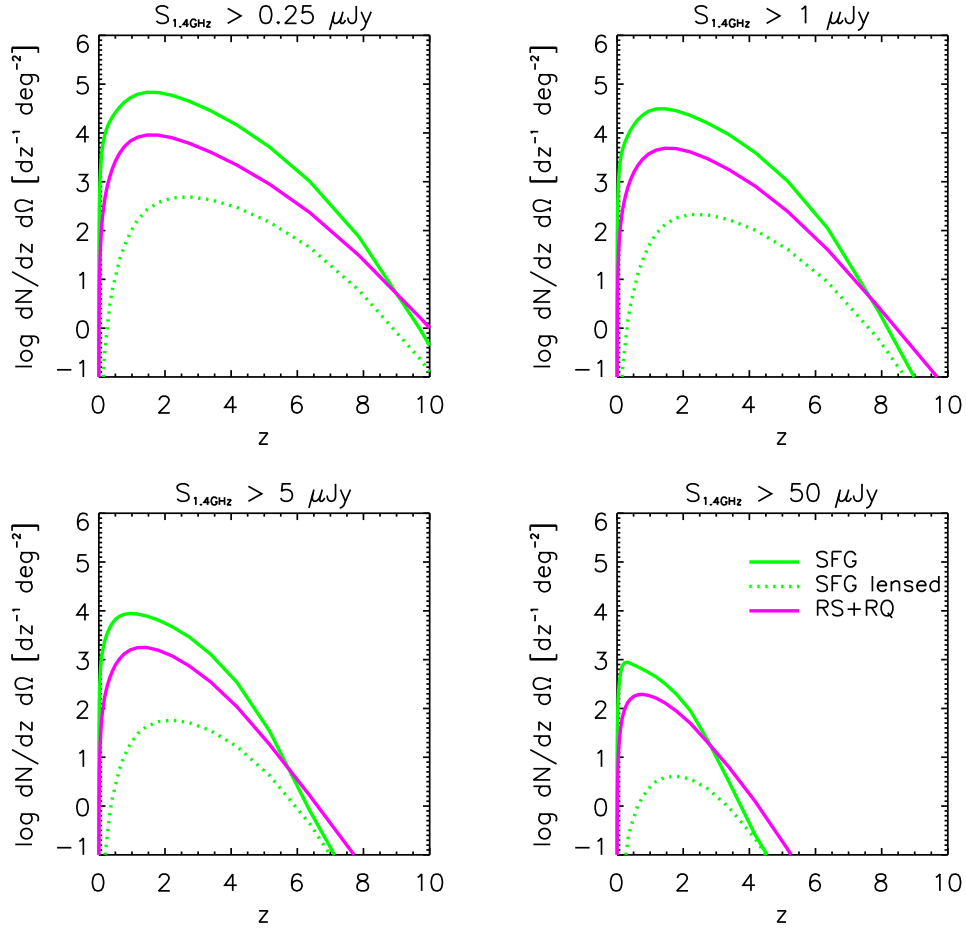 S1.4GHz > 0.25 μJy
S1.4GHz > 1 μJy
log dN/dz dΩ [dz⁻¹ deg⁻²]
6
5
4
3
2
1
0
−1
0 2 4 6 8 10
z
log dN/dz dΩ [dz⁻¹ deg⁻²]
6
5
4
3
2
1
0
−1
0 2 4 6 8 10
z
S1.4GHz > 5 μJy
S1.4GHz > 50 μJy
log dN/dz dΩ [dz⁻¹ deg⁻²]
6
5
4
3
2
1
0
−1
0 2 4 6 8 10
z
log dN/dz dΩ [dz⁻¹ deg⁻²]
6
5
4
3
2
1
0
−1
SFG
SFG lensed
RS+RQ
0 2 4 6 8 10
z